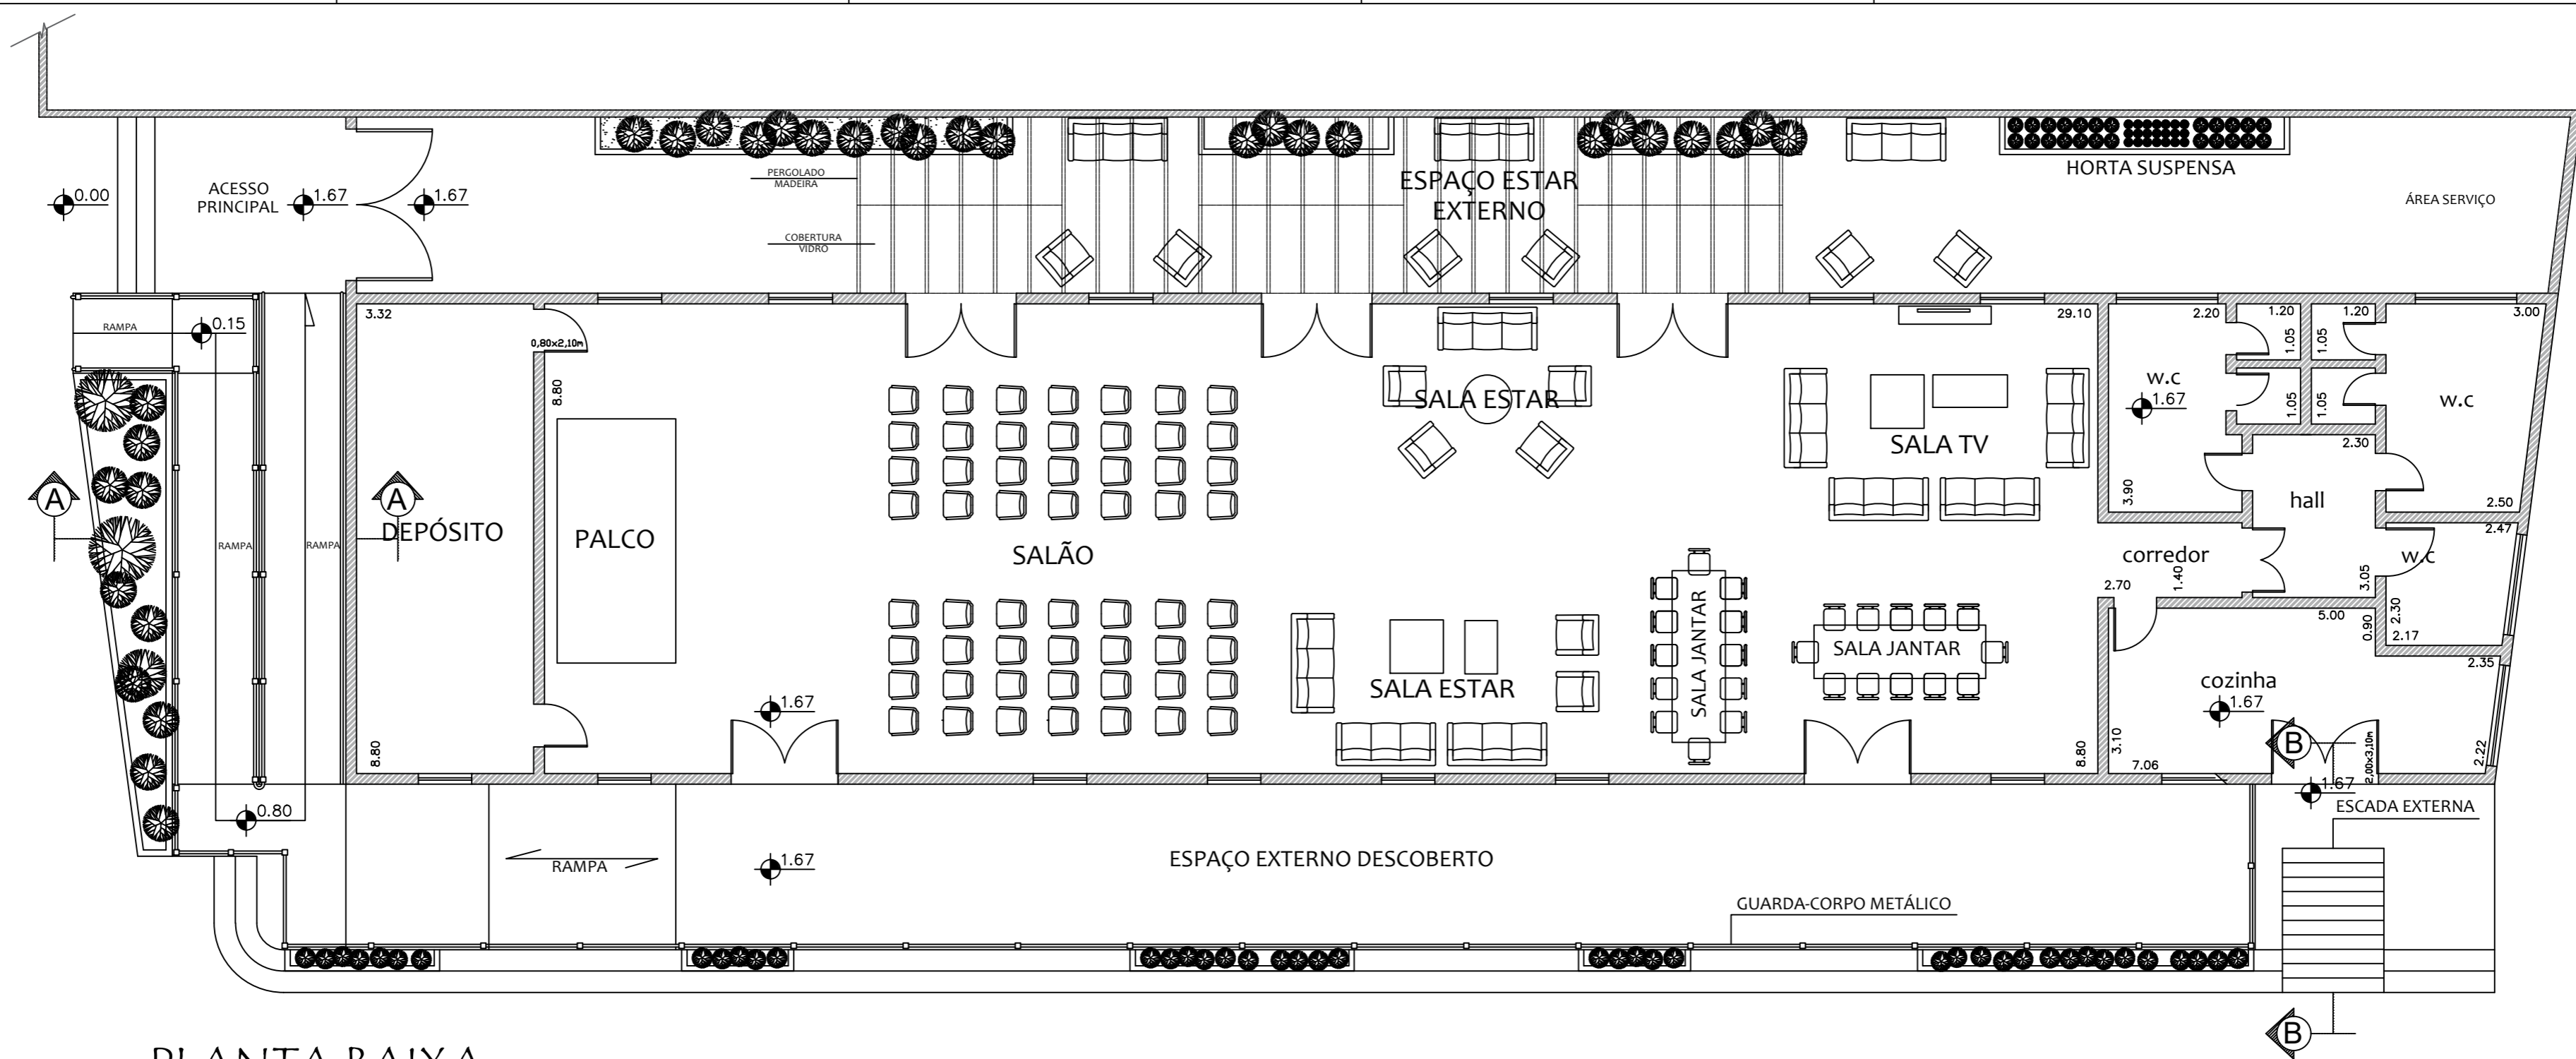 0.00
ACESSO
PRINCIPAL
1.67
1.67
PERGOLADO
MADEIRA
COBERTURA
VIDRO
ESPAÇO ESTAR
EXTERNO
HORTA SUSPENSA
ÁREA SERVIÇO
RAMPA
0.15
3.32
0,80x2,10m
8.80
29.10
2.20
1.20
1.20
3.00
1.05
1.05
1.05
1.05
w.c
1.67
w.c
SALA ESTAR
SALA TV
2.30
3.90
hall
2.50
A
A
DEPÓSITO
PALCO
SALÃO
RAMPA
RAMPA
corredor
2.47
w.c
2.70
1.40
3.05
5.00
0.90
2.30
2.17
SALA JANTAR
SALA JANTAR
SALA ESTAR
cozinha
1.67
2.35
1.67
8.80
8.80
3.10
7.06
B
2,00x3,10m
2.22
1.67
ESCADA EXTERNA
0.80
RAMPA
1.67
ESPAÇO EXTERNO DESCOBERTO
GUARDA-CORPO METÁLICO
B
PLANTA BAIXA